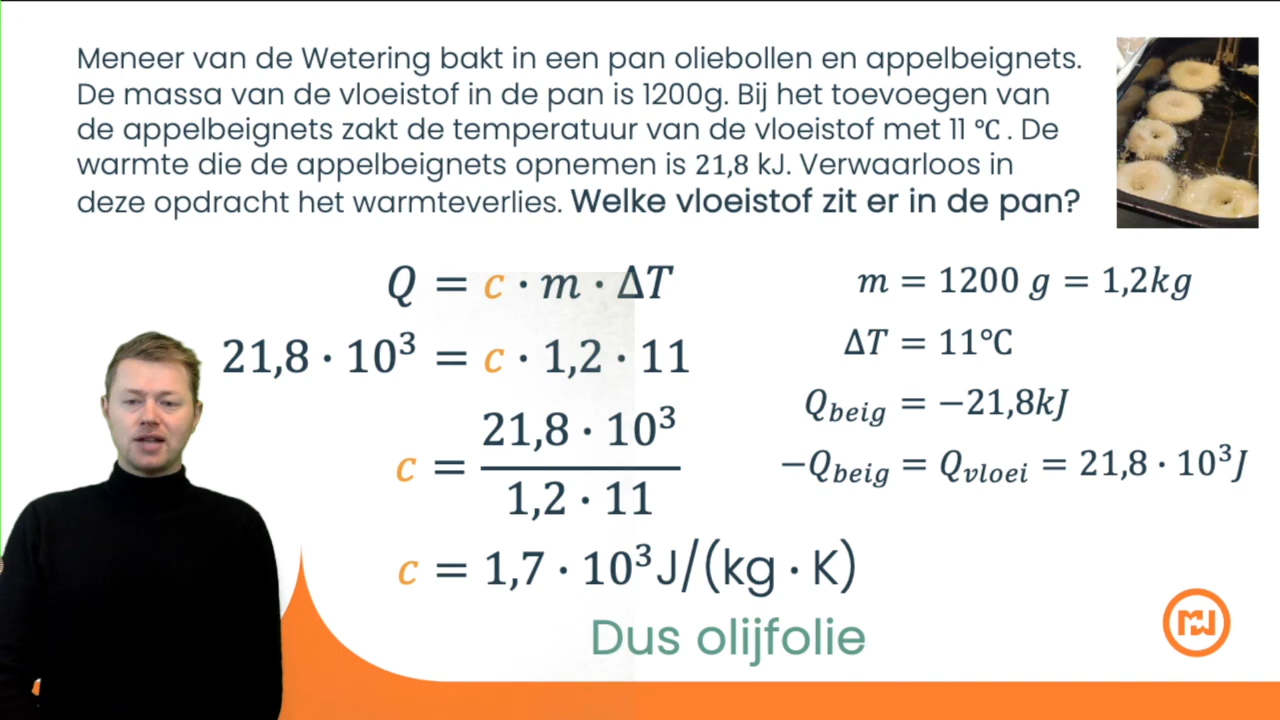 Meneer van de Wetering bakt in een pan oliebollen en appelbeignets.
De massa van de vloeistof in de pan is 1200g. Bij het toevoegen van
de appelbeignets zakt de temperatuur van de vloeistof met 11 °C. De
warmte die de appelbeignets opnemen is 21,8 kJ. Verwaarloos in
deze opdracht het warmteverlies. Welke vloeistof zit er in de pan?
Q = c · m · ΔT
21,8 · 10³ = c · 1,2 · 11
c = 21,8 · 10³ / 1,2 · 11
c = 1,7 · 10³ J/(kg · K)
Dus olijfolie
m = 1200 g = 1,2kg
ΔT = 11°C
Q_beig = −21,8kJ
−Q_beig = Q_vloei = 21,8 · 10³J